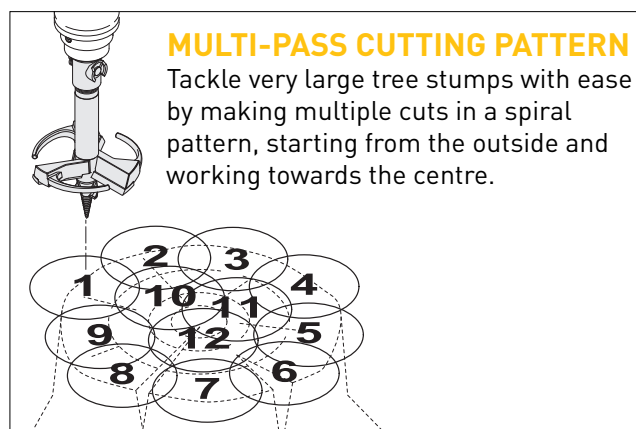 MULTI-PASS CUTTING PATTERN
Tackle very large tree stumps with ease
by making multiple cuts in a spiral
pattern, starting from the outside and
working towards the centre.
1
2
3
4
5
6
7
8
9
10
11
12